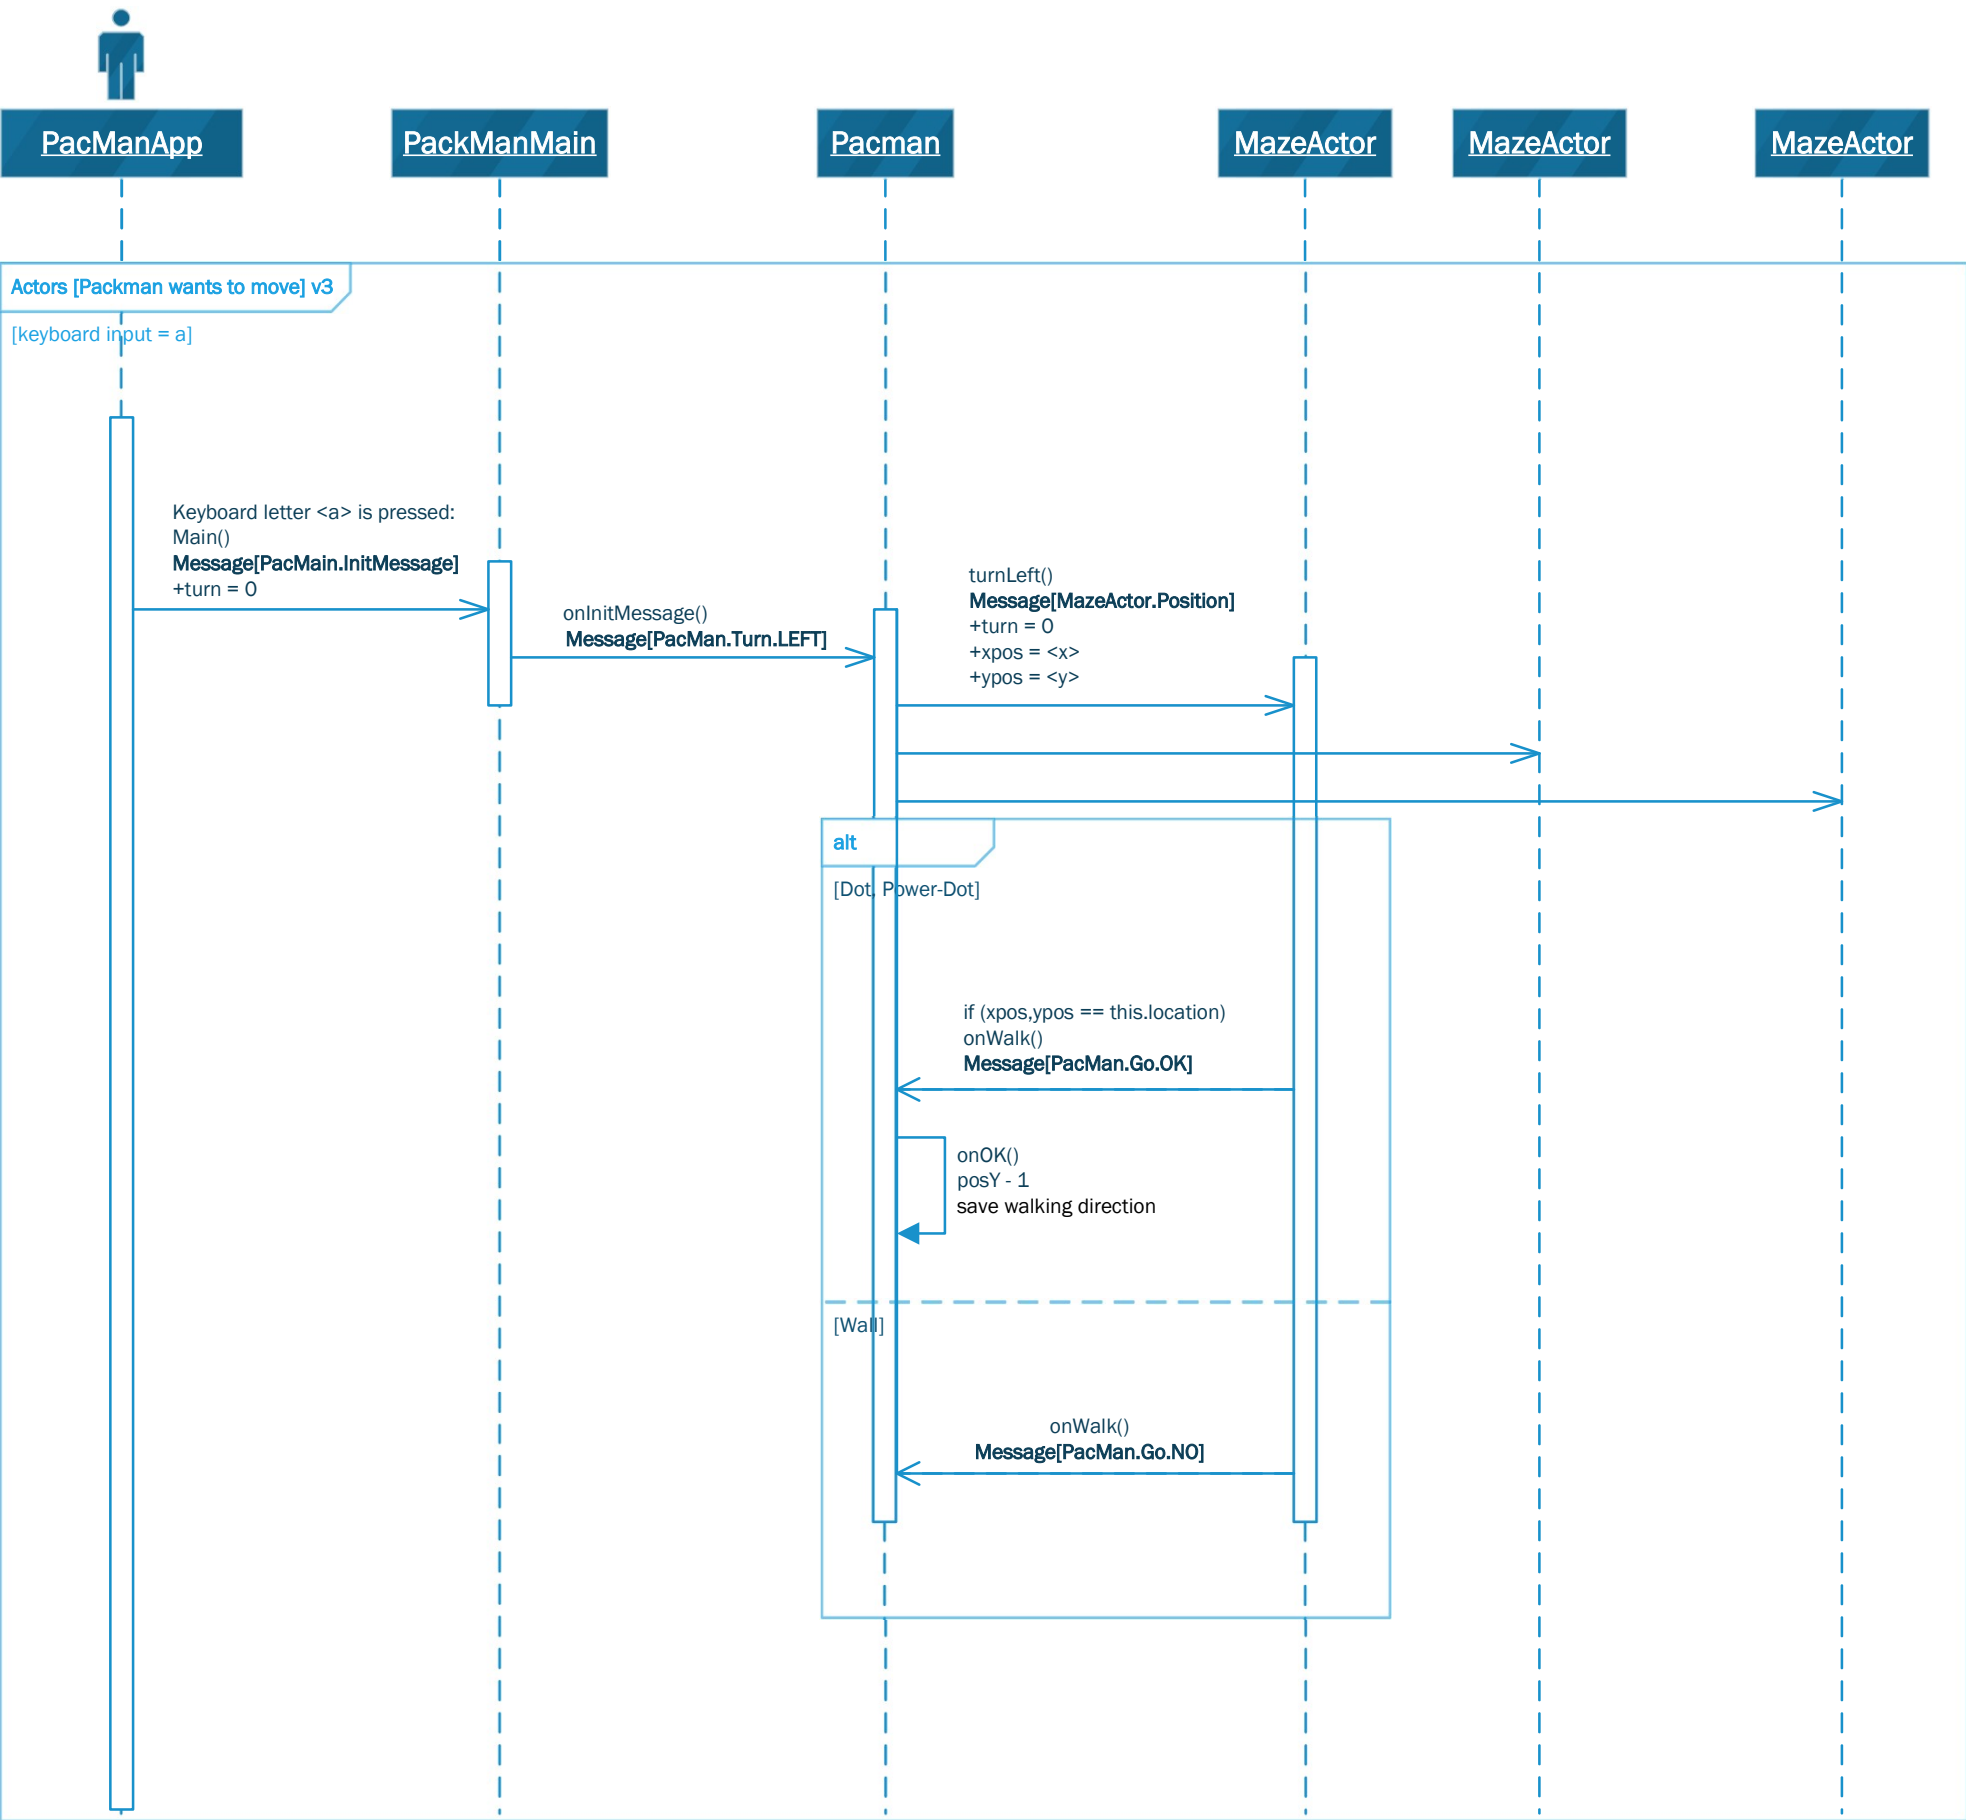 PacManApp
PackManMain
Pacman
MazeActor
MazeActor
MazeActor
Actors [Packman wants to move] v3
[keyboard input = a]
Keyboard letter <a> is pressed:
Main()
Message[PacMain.InitMessage]
+turn = 0
onInitMessage()
Message[PacMan.Turn.LEFT]
turnLeft()
Message[MazeActor.Position]
+turn = 0
+xpos = <x>
+ypos = <y>
alt
[Dot, Power-Dot]
if (xpos,ypos == this.location)
onWalk()
Message[PacMan.Go.OK]
onOK()
posY - 1
save walking direction
[Wall]
onWalk()
Message[PacMan.Go.NO]